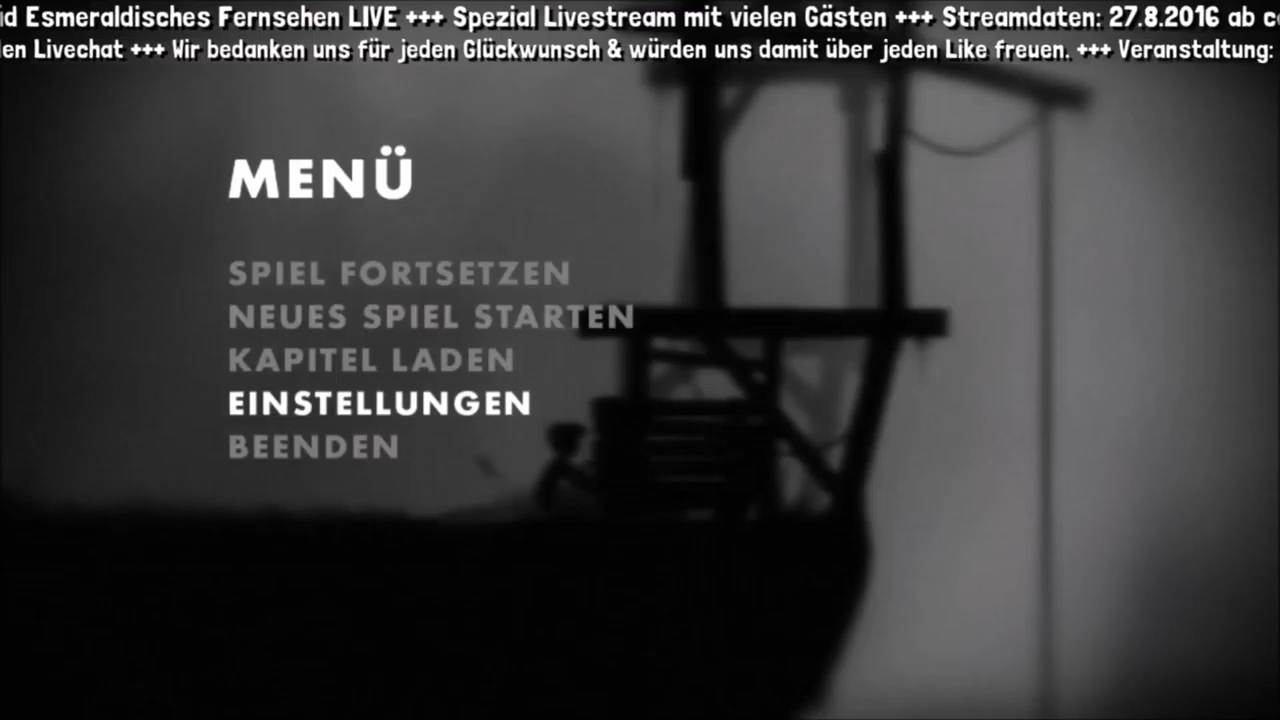 Esmeraldisches Fernsehen LIVE +++ Spezial Livestream mit vielen Gästen +++ Streamdaten: 27.8.2016 ab
Livechat +++ Wir bedanken uns für jeden Glückwunsch & würden uns damit über jeden Like freuen. +++ Veranstaltung:
MENÜ
SPIEL FORTSETZEN
NEUES SPIEL STARTEN
KAPITEL LADEN
EINSTELLUNGEN
BEENDEN